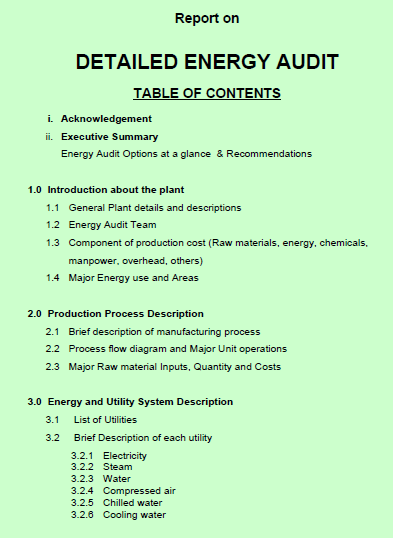 Report on
DETAILED ENERGY AUDIT
TABLE OF CONTENTS
i. Acknowledgement
ii. Executive Summary
Energy Audit Options at a glance & Recommendations
1.0 Introduction about the plant
1.1 General Plant details and descriptions
1.2 Energy Audit Team
1.3 Component of production cost (Raw materials, energy, chemicals,
manpower, overhead, others)
1.4 Major Energy use and Areas
2.0 Production Process Description
2.1 Brief description of manufacturing process
2.2 Process flow diagram and Major Unit operations
2.3 Major Raw material Inputs, Quantity and Costs
3.0 Energy and Utility System Description
3.1 List of Utilities
3.2 Brief Description of each utility
3.2.1 Electricity
3.2.2 Steam
3.2.3 Water
3.2.4 Compressed air
3.2.5 Chilled water
3.2.6 Cooling water